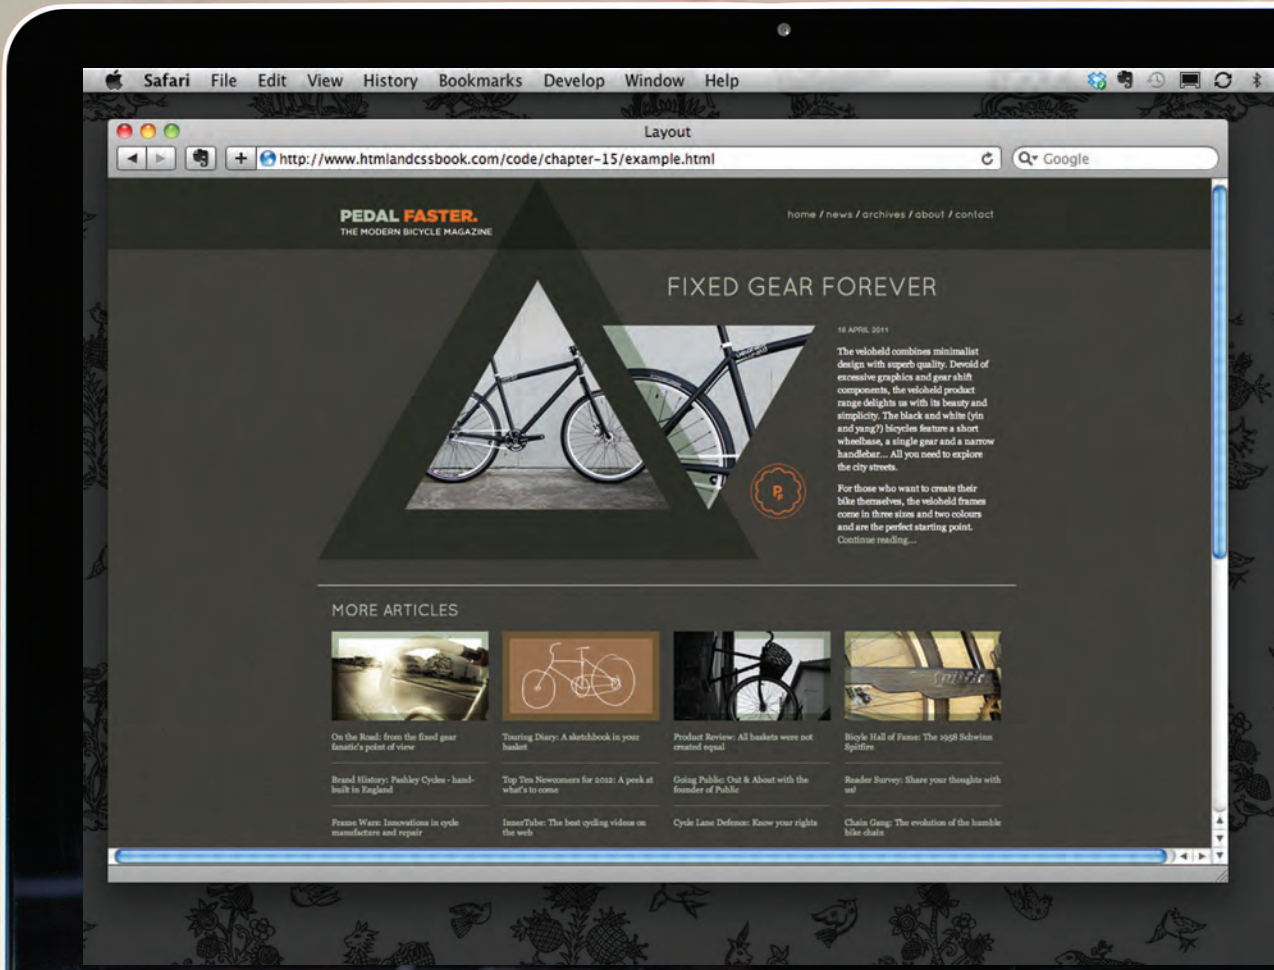 Safari File Edit View History Bookmarks Develop Window Help
Layout
http://www.htmlandcssbook.com/code/chapter-15/example.html
Google
PEDAL FASTER.
THE MODERN BICYCLE MAGAZINE
home / news / archives / about / contact
FIXED GEAR FOREVER
16 APRIL 2011
The veloheld combines minimalist
design with superb quality. Devoid of
excessive graphics and gear shift
components, the veloheld product
range delights us with its beauty and
simplicity. The black and white (yin
and yang?) bicycles feature a short
wheelbase, a single gear and a narrow
handlebar... All you need to explore
the city streets.
For those who want to create their
bike themselves, the veloheld frames
come in three sizes and two colours
and are the perfect starting point.
Continue reading...
PF
MORE ARTICLES
On the Road: from the fixed gear
fanatic's point of view
Touring Diary: A sketchbook in your
basket
Product Review: All baskets were not
created equal
Bicyle Hall of Fame: The 1958 Schwinn
Spitfire
Brand History: Pashley Cycles - hand-
built in England
Top Ten Newcomers for 2012: A peek at
what's to come
Going Public: Out & About with the
founder of Public
Reader Survey: Share your thoughts with
us!
Frame Wars: Innovations in cycle
manufacture and repair
InnerTube: The best cycling videos on
the web
Cycle Lane Defence: Know your rights
Chain Gang: The evolution of the humble
bike chain